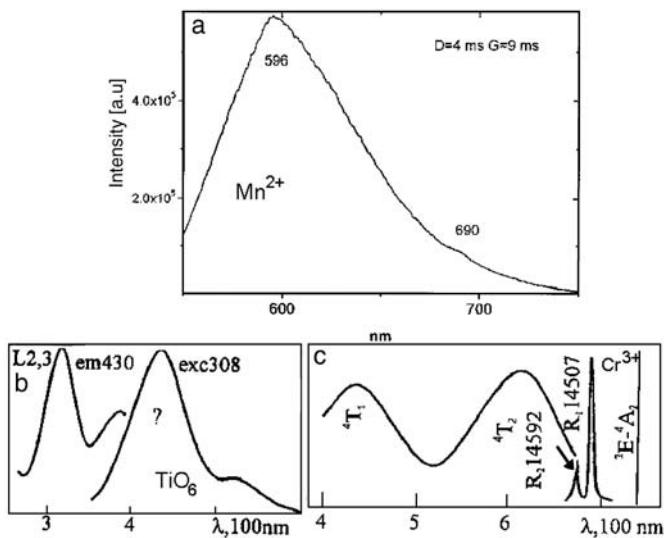 a
D=4 ms G=9 ms
596
4.0x10⁵
Intensity [a.u]
Mn²⁺
2.0x10⁵
690
600
700
nm
b
L2,3
em430
exc308
?
TiO₆
3
4
λ,100nm
c
Cr³⁺
⁴T₁
⁴T₂
R₂14592
R₁14507
³E-⁴A₂
4
5
6
λ,100 nm